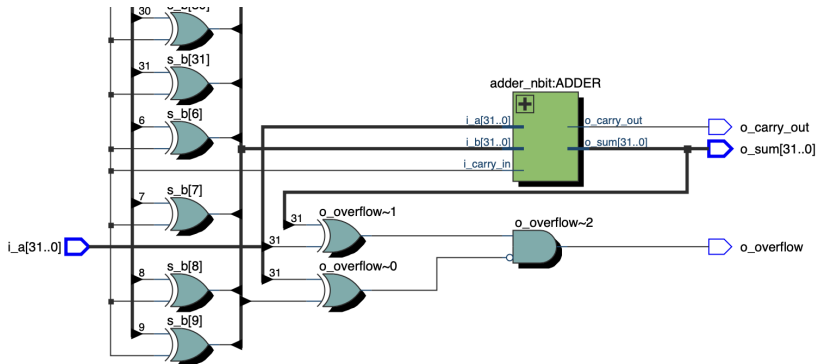 30
s_b[30]
31
s_b[31]
6
s_b[6]
7
s_b[7]
8
s_b[8]
9
s_b[9]
i_a[31..0]
adder_nbit:ADDER
i_a[31..0]
i_b[31..0]
i_carry_in
o_carry_out
o_sum[31..0]
o_carry_out
o_sum[31..0]
31
31
o_overflow~1
31
o_overflow~0
o_overflow~2
o_overflow